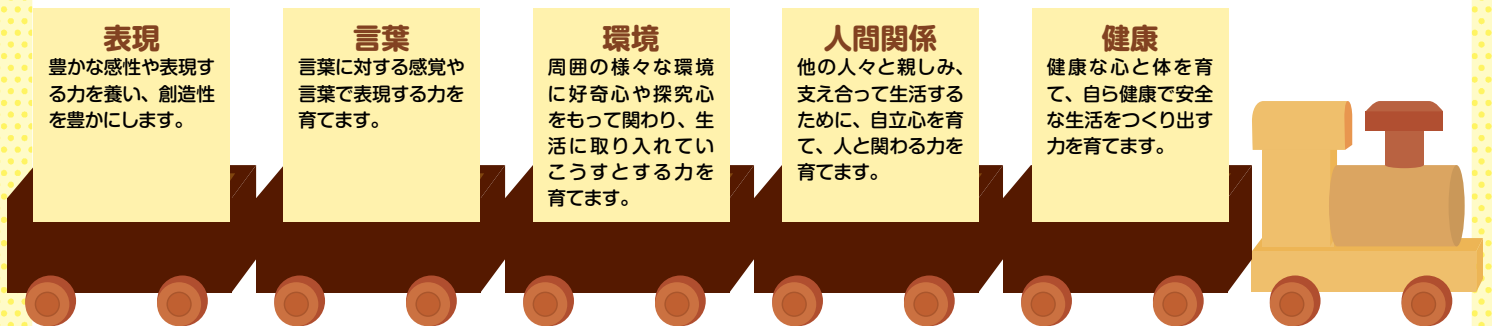 表現
豊かな感性や表現す
る力を養い、創造性
を豊かにします。
言葉
言葉に対する感覚や
言葉で表現する力を
育てます。
環境
周囲の様々な環境
に好奇心や探究心
をもって関わり、生
活に取り入れてい
こうすとする力を
育てます。
人間関係
他の人々と親しみ、
支え合って生活する
ために、自立心を育
て、人と関わる力を
育てます。
健康
健康な心と体を育
て、自ら健康で安全
な生活をつくり出す
力を育てます。